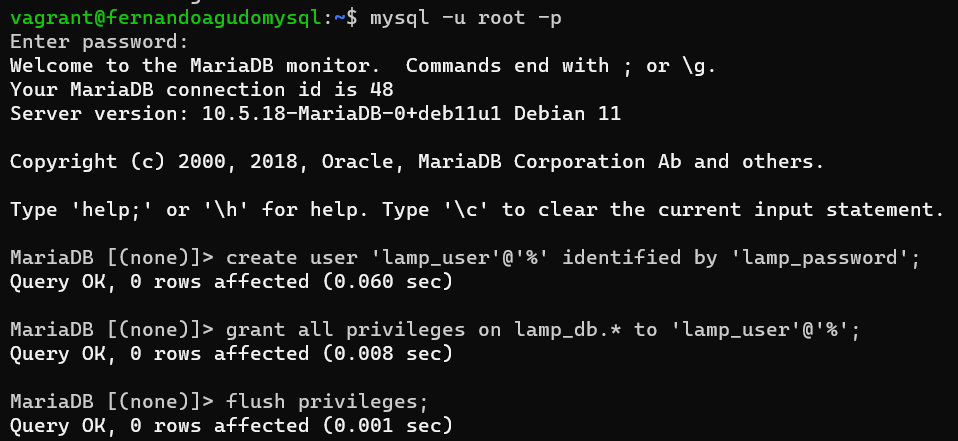 vagrant@fernandoagudomysql:~$ mysql -u root -p
Enter password:
Welcome to the MariaDB monitor.  Commands end with ; or \g.
Your MariaDB connection id is 48
Server version: 10.5.18-MariaDB-0+deb11u1 Debian 11

Copyright (c) 2000, 2018, Oracle, MariaDB Corporation Ab and others.

Type 'help;' or '\h' for help. Type '\c' to clear the current input statement.

MariaDB [(none)]> create user 'lamp_user'@'%' identified by 'lamp_password';
Query OK, 0 rows affected (0.060 sec)

MariaDB [(none)]> grant all privileges on lamp_db.* to 'lamp_user'@'%';
Query OK, 0 rows affected (0.008 sec)

MariaDB [(none)]> flush privileges;
Query OK, 0 rows affected (0.001 sec)